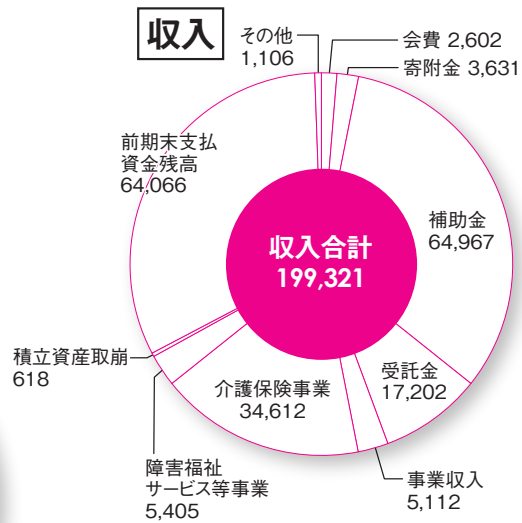 収入
その他
1,106
会費 2,602
寄附金 3,631
補助金
64,967
受託金
17,202
事業収入
5,112
介護保険事業
34,612
障害福祉
サービス等事業
5,405
積立資産取崩
618
前期末支払
資金残高
64,066
収入合計
199,321